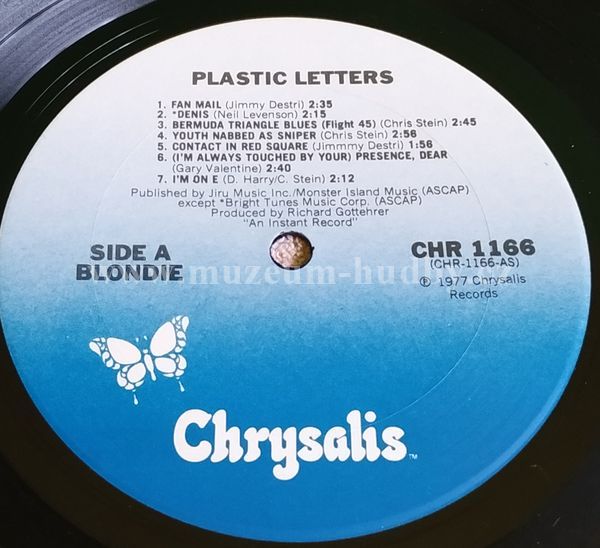 PLASTIC LETTERS
1. FAN MAIL (Jimmy Destri) 2:35
2. *DENIS (Neil Levenson) 2:15
3. BERMUDA TRIANGLE BLUES (Flight 45) (Chris Stein) 2:45
4. YOUTH NABBED AS SNIPER (Chris Stein) 2:56
5. CONTACT IN RED SQUARE (Jimmmy Destri) 1:56
6. (I'M ALWAYS TOUCHED BY YOUR) PRESENCE, DEAR
(Gary Valentine) 2:40
7. I'M ON E (D. Harry/C. Stein) 2:12
Published by Jiru Music Inc./Monster Island Music (ASCAP)
except *Bright Tunes Music Corp. (ASCAP)
Produced by Richard Gottehrer
"An Instant Record"
SIDE A
BLONDIE
CHR 1166
(CHR-1166-AS)
℗ 1977 Chrysalis
Records
muzeum-hudby
Chrysalis™